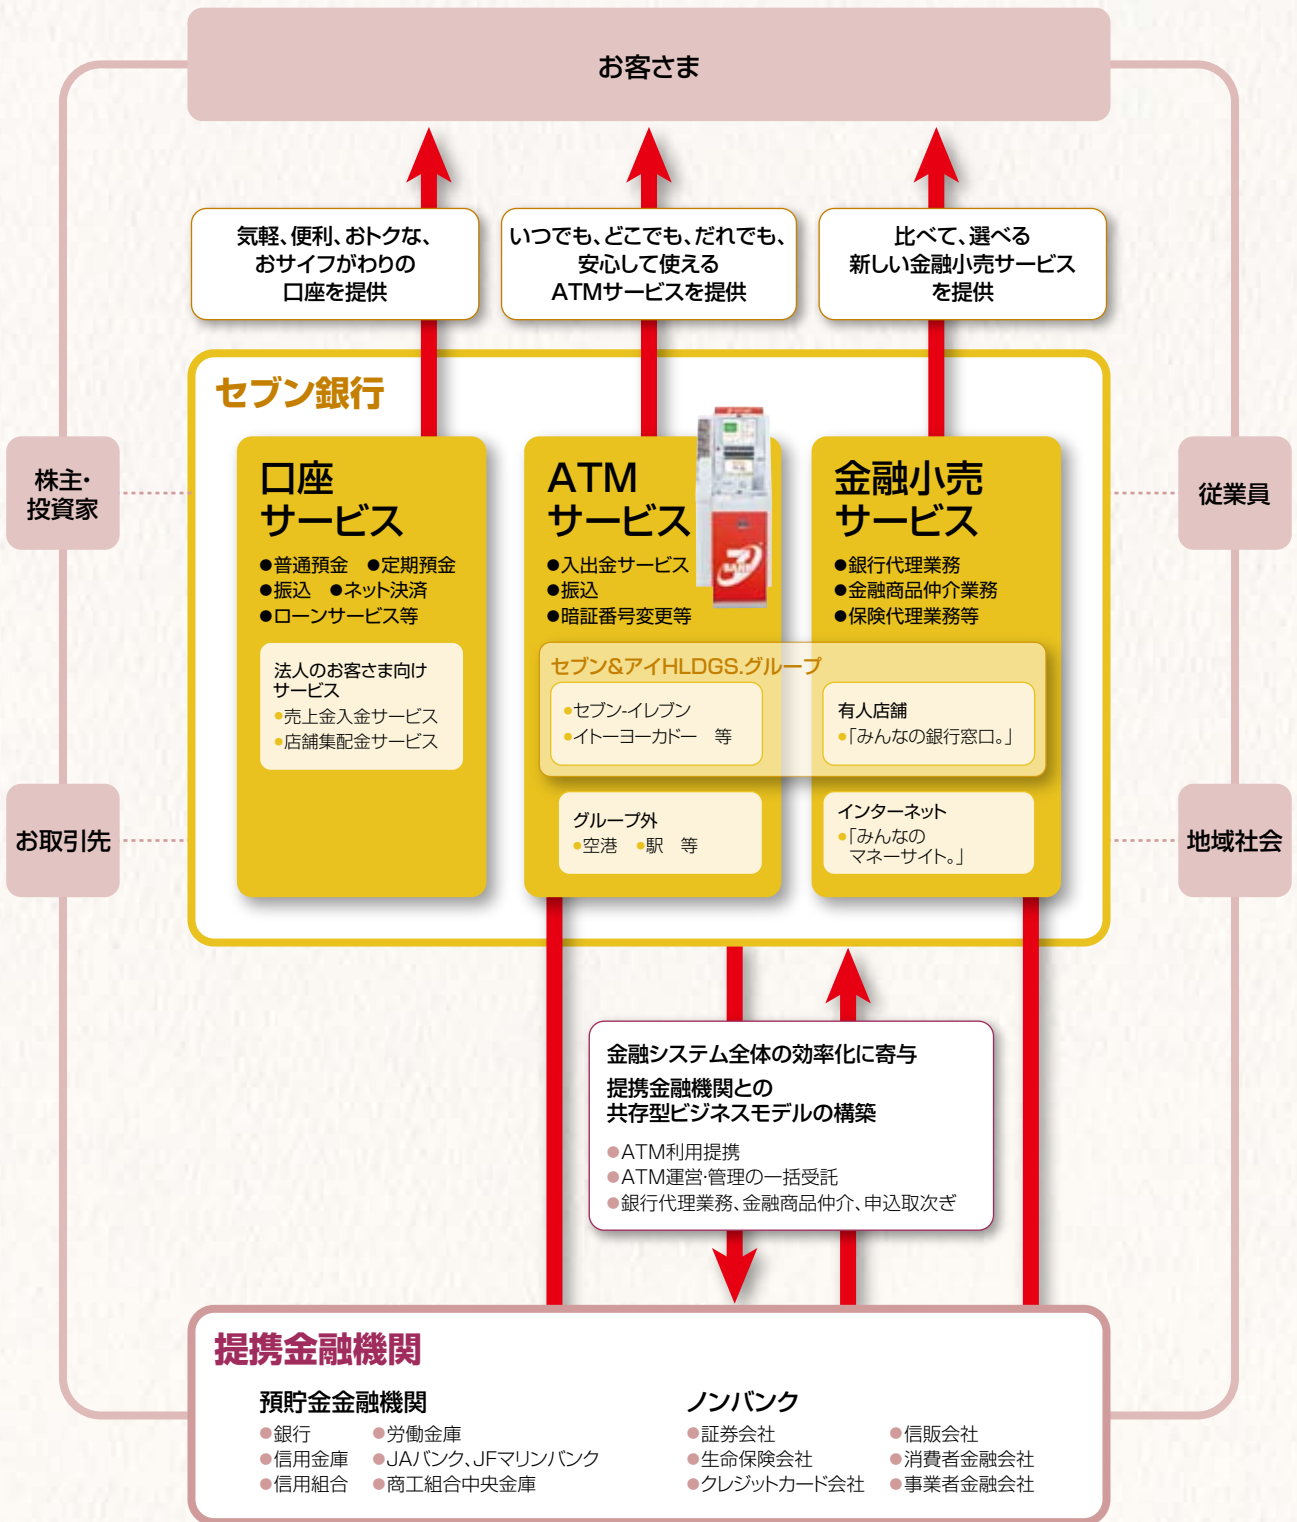 お客さま
気軽、便利、おトクな、
おサイフがわりの
口座を提供
いつでも、どこでも、だれでも、
安心して使える
ATMサービスを提供
比べて、選べる
新しい金融小売サービス
を提供
セブン銀行
株主・
投資家
お取引先
従業員
地域社会
口座
サービス
●普通預金 ●定期預金
●振込 ●ネット決済
●ローンサービス等
法人のお客さま向け
サービス
●売上金入金サービス
●店舗集配金サービス
ATM
サービス
●入出金サービス
●振込
●暗証番号変更等
金融小売
サービス
●銀行代理業務
●金融商品仲介業務
●保険代理業務等
セブン&アイHLDGS.グループ
●セブン-イレブン
●イトーヨーカドー 等
有人店舗
●「みんなの銀行窓口。」
グループ外
●空港 ●駅 等
インターネット
●「みんなの
マネーサイト。」
金融システム全体の効率化に寄与
提携金融機関との
共存型ビジネスモデルの構築
●ATM利用提携
●ATM運営・管理の一括受託
●銀行代理業務、金融商品仲介、申込取次ぎ
提携金融機関
預貯金金融機関
●銀行 ●労働金庫
●信用金庫 ●JAバンク、JFマリンバンク
●信用組合 ●商工組合中央金庫
ノンバンク
●証券会社 ●信販会社
●生命保険会社 ●消費者金融会社
●クレジットカード会社 ●事業者金融会社